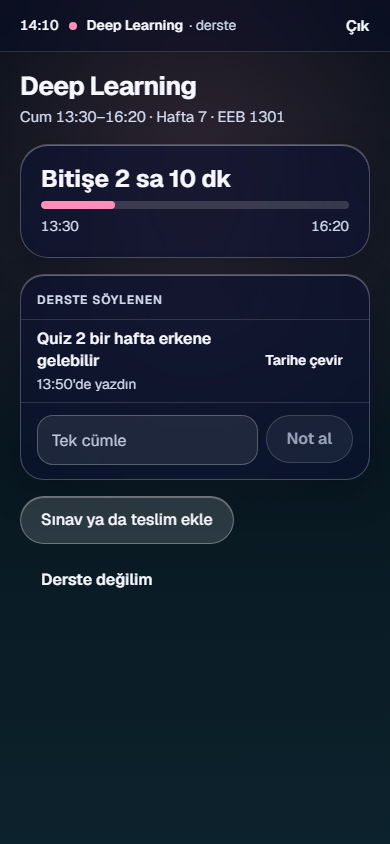 14:10 Deep Learning · derste Çık
Deep Learning
Cum 13:30–16:20 · Hafta 7 · EEB 1301
Bitişe 2 sa 10 dk
13:30 16:20
DERSTE SÖYLENEN
Quiz 2 bir hafta erkene
gelebilir
Tarihe çevir
13:50'de yazdın
Tek cümle Not al
Sınav ya da teslim ekle
Derste değilim